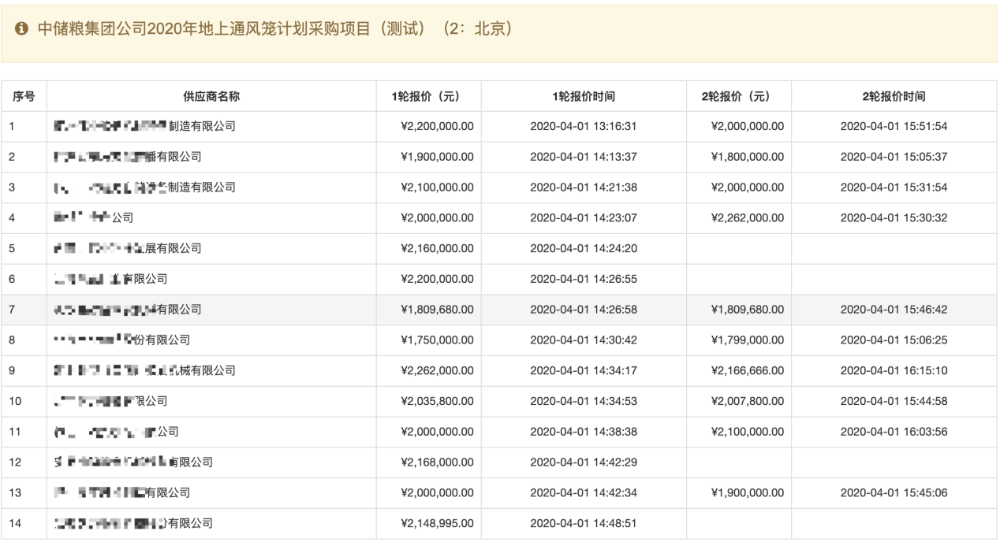 中储粮集团公司2020年地上通风笼计划采购项目（测试）（2：北京）
序号 供应商名称 1轮报价（元） 1轮报价时间 2轮报价（元） 2轮报价时间
1 制造有限公司 ¥2,200,000.00 2020-04-01 13:16:31 ¥2,000,000.00 2020-04-01 15:51:54
2 播有限公司 ¥1,900,000.00 2020-04-01 14:13:37 ¥1,800,000.00 2020-04-01 15:05:37
3 制造有限公司 ¥2,100,000.00 2020-04-01 14:21:38 ¥2,000,000.00 2020-04-01 15:31:54
4 公司 ¥2,000,000.00 2020-04-01 14:23:07 ¥2,262,000.00 2020-04-01 15:30:32
5 展有限公司 ¥2,160,000.00 2020-04-01 14:24:20
6 有限公司 ¥2,200,000.00 2020-04-01 14:26:55
7 有限公司 ¥1,809,680.00 2020-04-01 14:26:58 ¥1,809,680.00 2020-04-01 15:46:42
8 份有限公司 ¥1,750,000.00 2020-04-01 14:30:42 ¥1,799,000.00 2020-04-01 15:06:25
9 机械有限公司 ¥2,262,000.00 2020-04-01 14:34:17 ¥2,166,666.00 2020-04-01 16:15:10
10 限公司 ¥2,035,800.00 2020-04-01 14:34:53 ¥2,007,800.00 2020-04-01 15:44:58
11 公司 ¥2,000,000.00 2020-04-01 14:38:38 ¥2,100,000.00 2020-04-01 16:03:56
12 有限公司 ¥2,168,000.00 2020-04-01 14:42:29
13 有限公司 ¥2,000,000.00 2020-04-01 14:42:34 ¥1,900,000.00 2020-04-01 15:45:06
14 有限公司 ¥2,148,995.00 2020-04-01 14:48:51